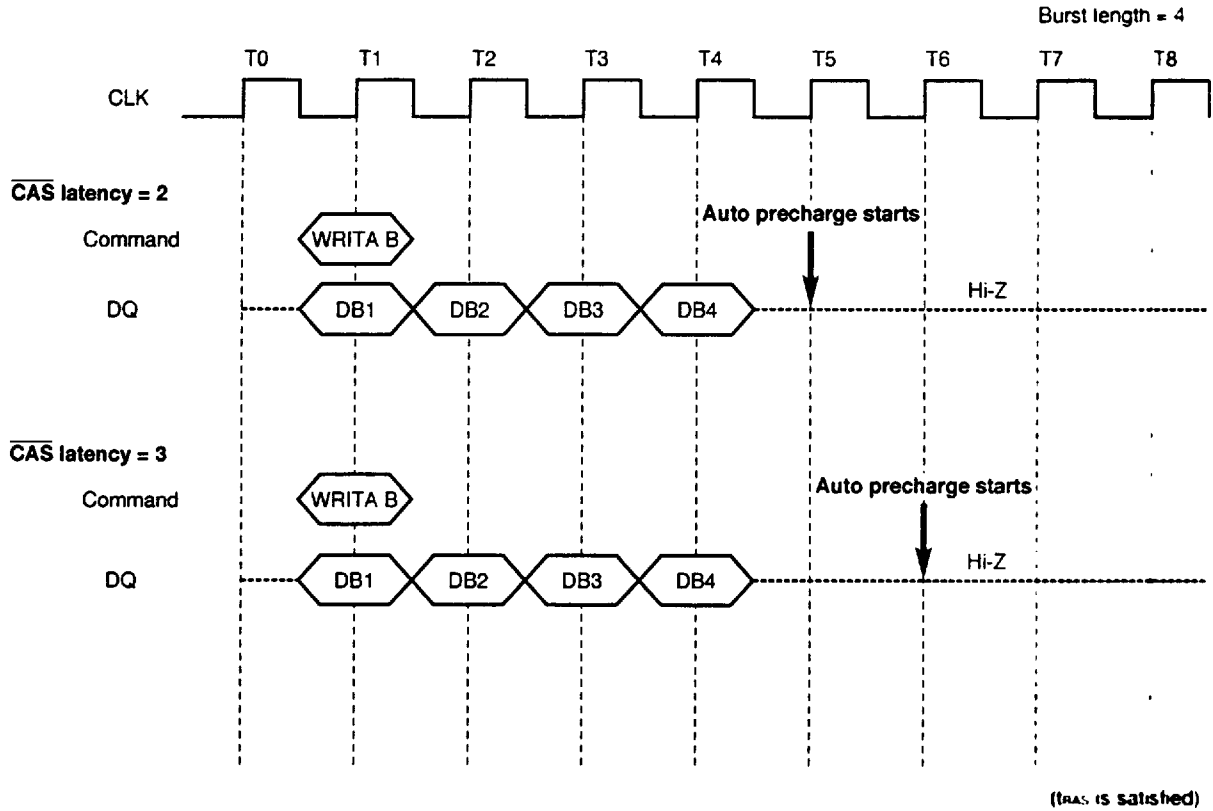 Burst length = 4
T0 T1 T2 T3 T4 T5 T6 T7 T8
CLK
CAS latency = 2
Auto precharge starts
Command WRITA B
DQ DB1 DB2 DB3 DB4 Hi-Z
CAS latency = 3
Auto precharge starts
Command WRITA B
DQ DB1 DB2 DB3 DB4 Hi-Z
(tRAS is satisfied)